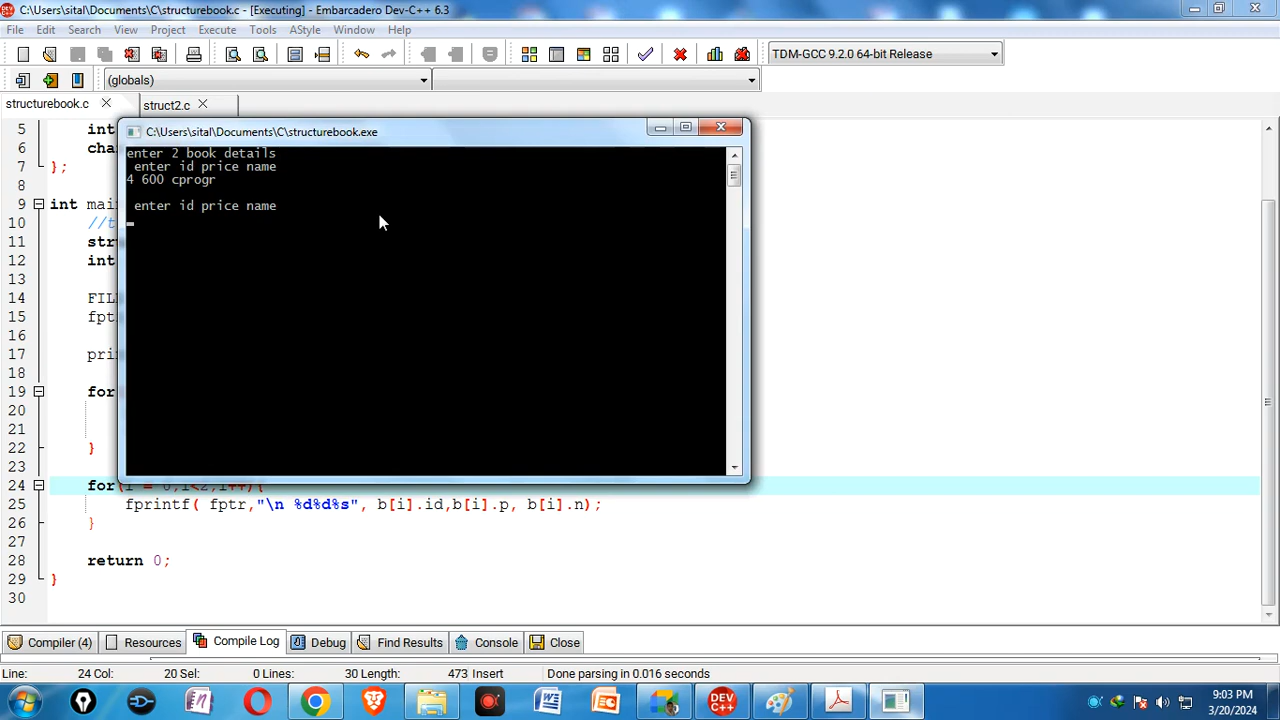 C:\Users\sital\Documents\C\structurebook.c - [Executing] - Embarcadero Dev-C++ 6.3
File Edit Search View Project Execute Tools AStyle Window Help
TDM-GCC 9.2.0 64-bit Release
(globals)
structurebook.c struct2.c
C:\Users\sital\Documents\C\structurebook.exe
enter 2 book details
enter id price name
4 600 cprogr
enter id price name
5 int
6 cha
7 };
8
9 int mai
10 //t
11 stru
12 int
13
14 FIL
15 fpt
16
17 pri
18
19 for
20
21
22 }
23
24 for(i = 0;i<2;i++){
25 fprintf( fptr,"\n %d%d%s", b[i].id,b[i].p, b[i].n);
26 }
27
28 return 0;
29 }
30
Compiler (4) Resources Compile Log Debug Find Results Console Close
Line: 24 Col: 20 Sel: 0 Lines: 30 Length: 473 Insert Done parsing in 0.016 seconds
9:03 PM
3/20/2024